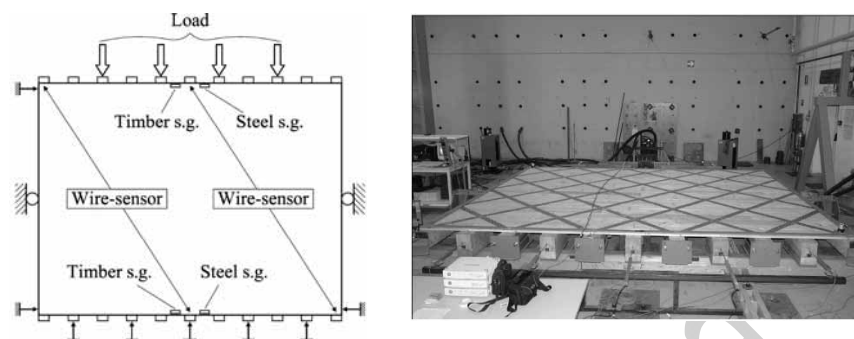 Load
Timber s.g. Steel s.g.
Wire-sensor Wire-sensor
Timber s.g. Steel s.g.